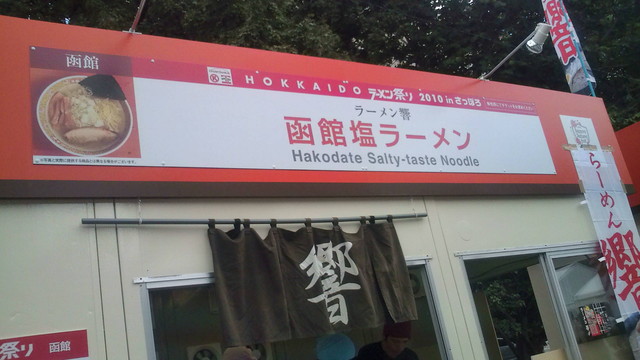 函館
HOKKAIDO ラーメン祭り 2010 in さっぽろ
ラーメン響
函館塩ラーメン
Hakodate Salty-taste Noodle
響
響
らーめん 響
祭り 函館